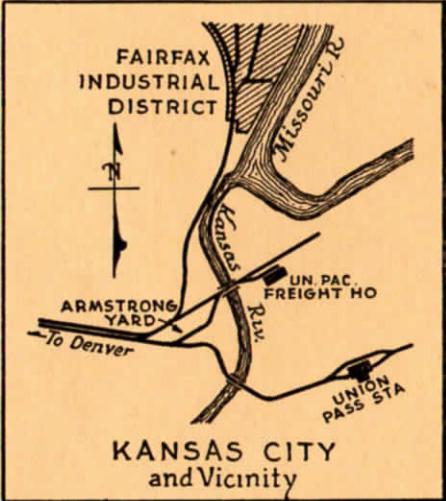 FAIRFAX
INDUSTRIAL
DISTRICT
Missouri R
N
Kansas
Riv.
UN. PAC.
FREIGHT HO
ARMSTRONG
YARD
To Denver
UNION
PASS STA
KANSAS CITY
and Vicinity